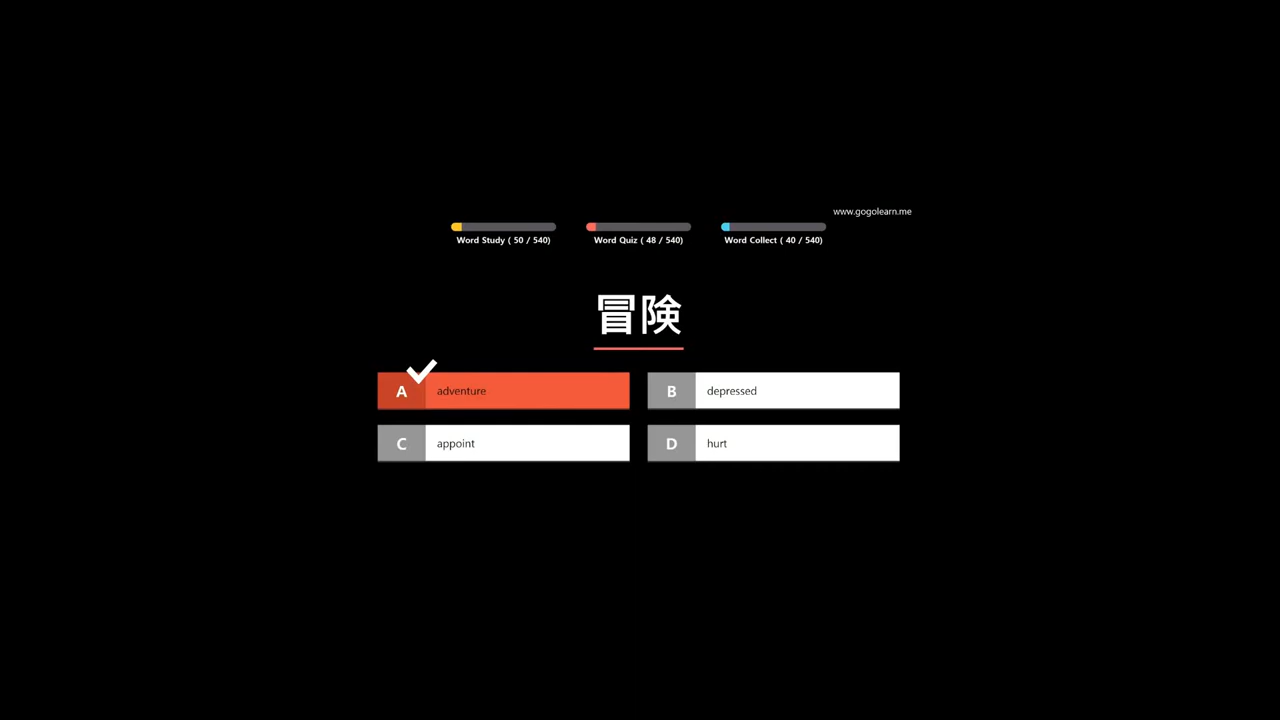 www.gogolearn.me
Word Study ( 50 / 540)
Word Quiz ( 48 / 540)
Word Collect ( 40 / 540)
冒険
A adventure
B depressed
C appoint
D hurt